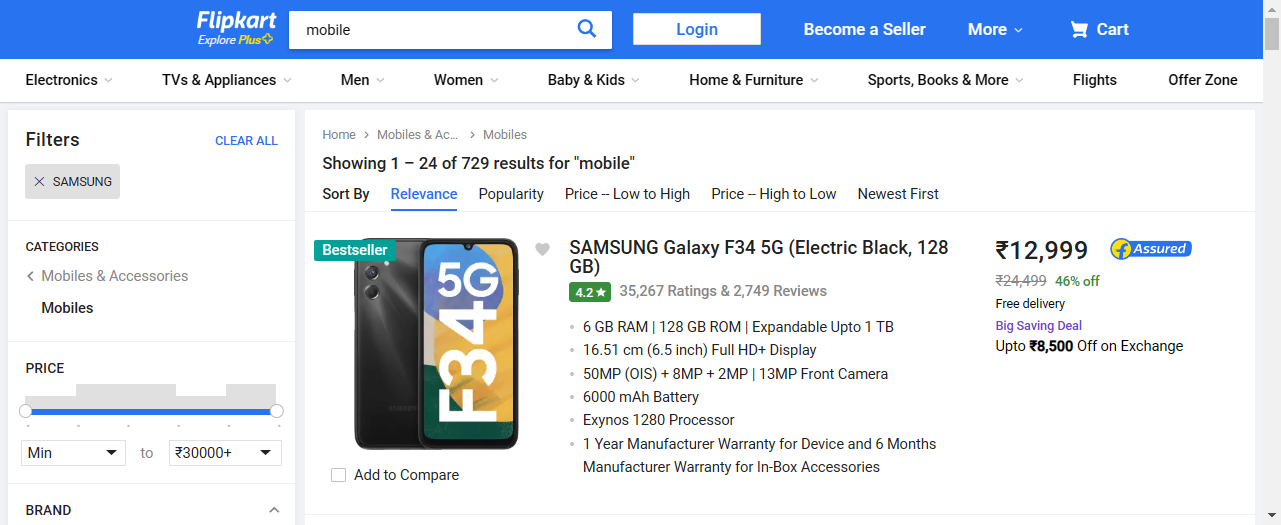 Flipkart
Explore Plus
mobile
Login
Become a Seller
More
Cart
Electronics
TVs & Appliances
Men
Women
Baby & Kids
Home & Furniture
Sports, Books & More
Flights
Offer Zone
Filters
CLEAR ALL
SAMSUNG
CATEGORIES
Mobiles & Accessories
Mobiles
PRICE
Min
to
₹30000+
BRAND
Home
Mobiles & Ac...
Mobiles
Showing 1 – 24 of 729 results for "mobile"
Sort By
Relevance
Popularity
Price -- Low to High
Price -- High to Low
Newest First
Bestseller
5G
F34
SAMSUNG
Add to Compare
SAMSUNG Galaxy F34 5G (Electric Black, 128
GB)
4.2
35,267 Ratings & 2,749 Reviews
6 GB RAM | 128 GB ROM | Expandable Upto 1 TB
16.51 cm (6.5 inch) Full HD+ Display
50MP (OIS) + 8MP + 2MP | 13MP Front Camera
6000 mAh Battery
Exynos 1280 Processor
1 Year Manufacturer Warranty for Device and 6 Months
Manufacturer Warranty for In-Box Accessories
₹12,999
f Assured
₹24,499 46% off
Free delivery
Big Saving Deal
Upto ₹8,500 Off on Exchange